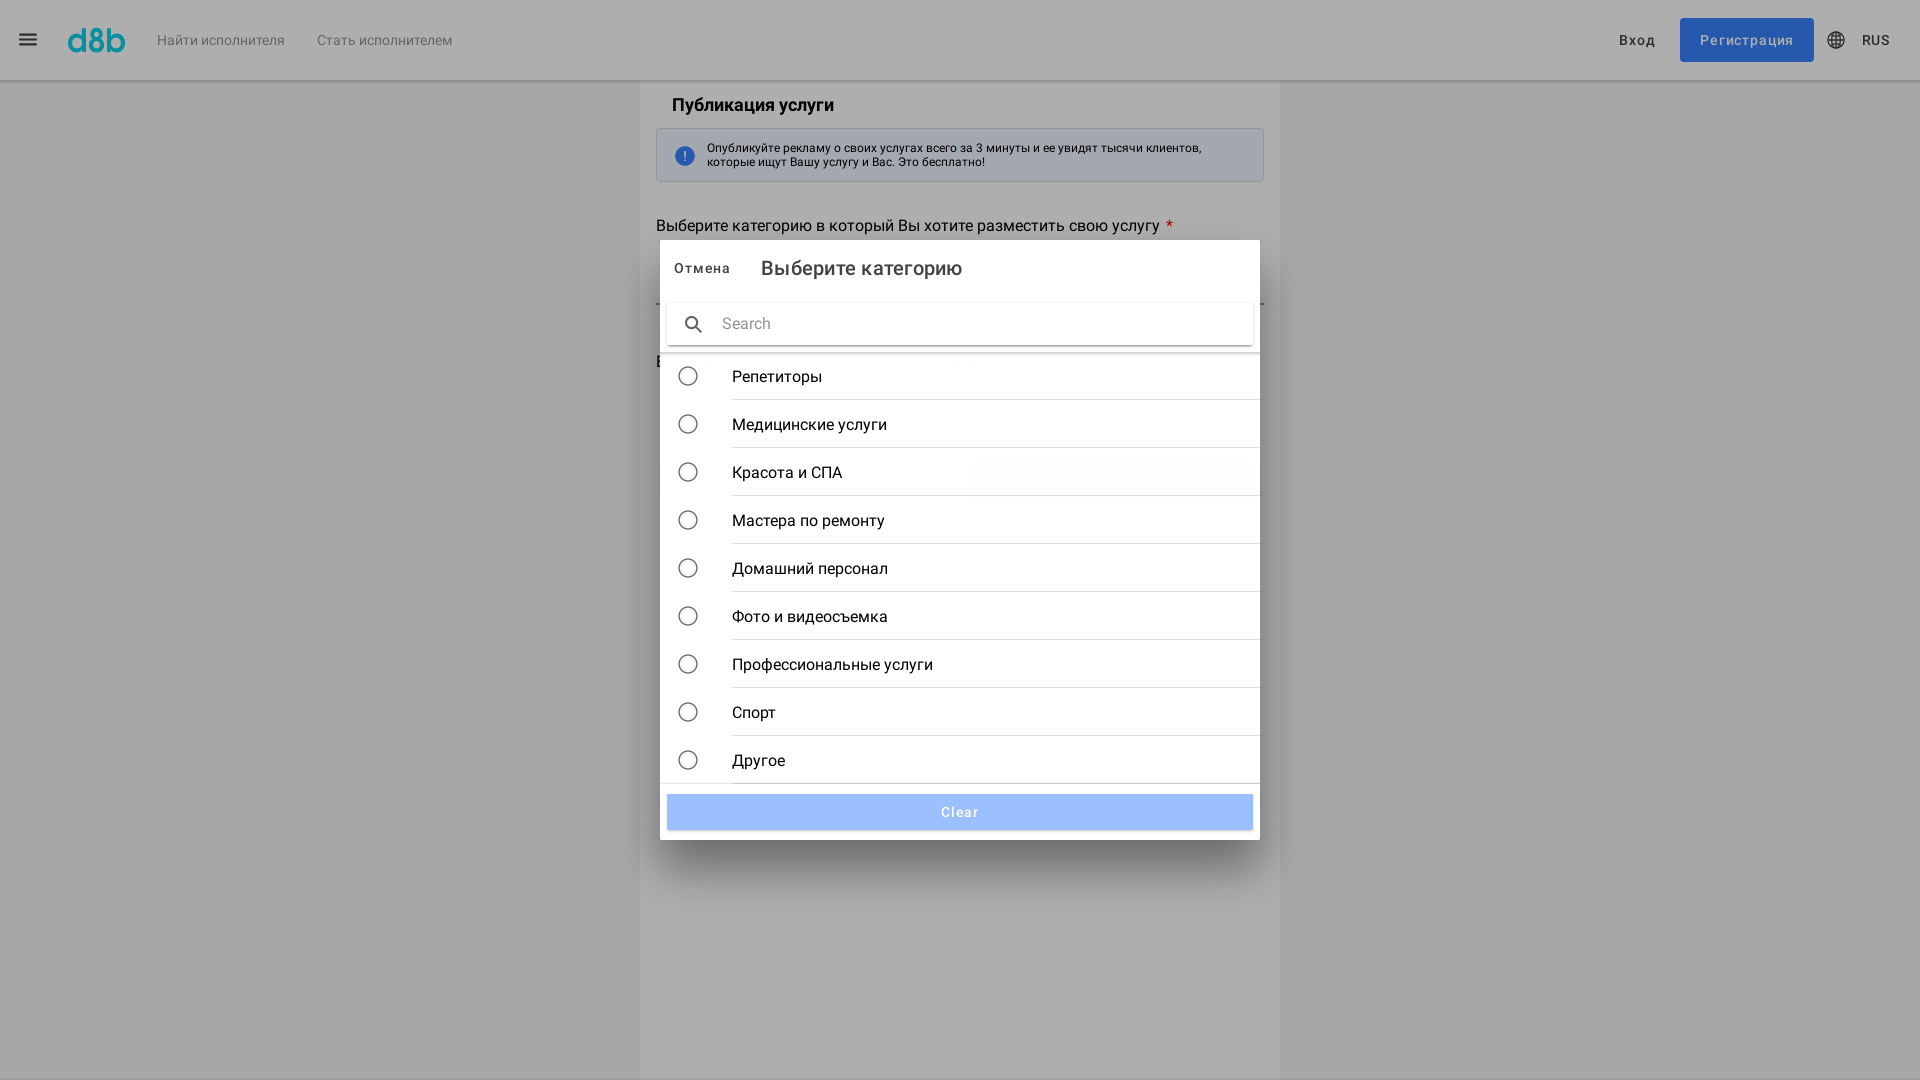 d8b
Найти исполнителя
Стать исполнителем
Вход
Регистрация
RUS
Публикация услуги
Опубликуйте рекламу о своих услугах всего за 3 минуты и ее увидят тысячи клиентов,
которые ищут Вашу услугу и Вас. Это бесплатно!
Выберите категорию в который Вы хотите разместить свою услугу *
Отмена
Выберите категорию
Search
Репетиторы
Медицинские услуги
Красота и СПА
Мастера по ремонту
Домашний персонал
Фото и видеосъемка
Профессиональные услуги
Спорт
Другое
Clear